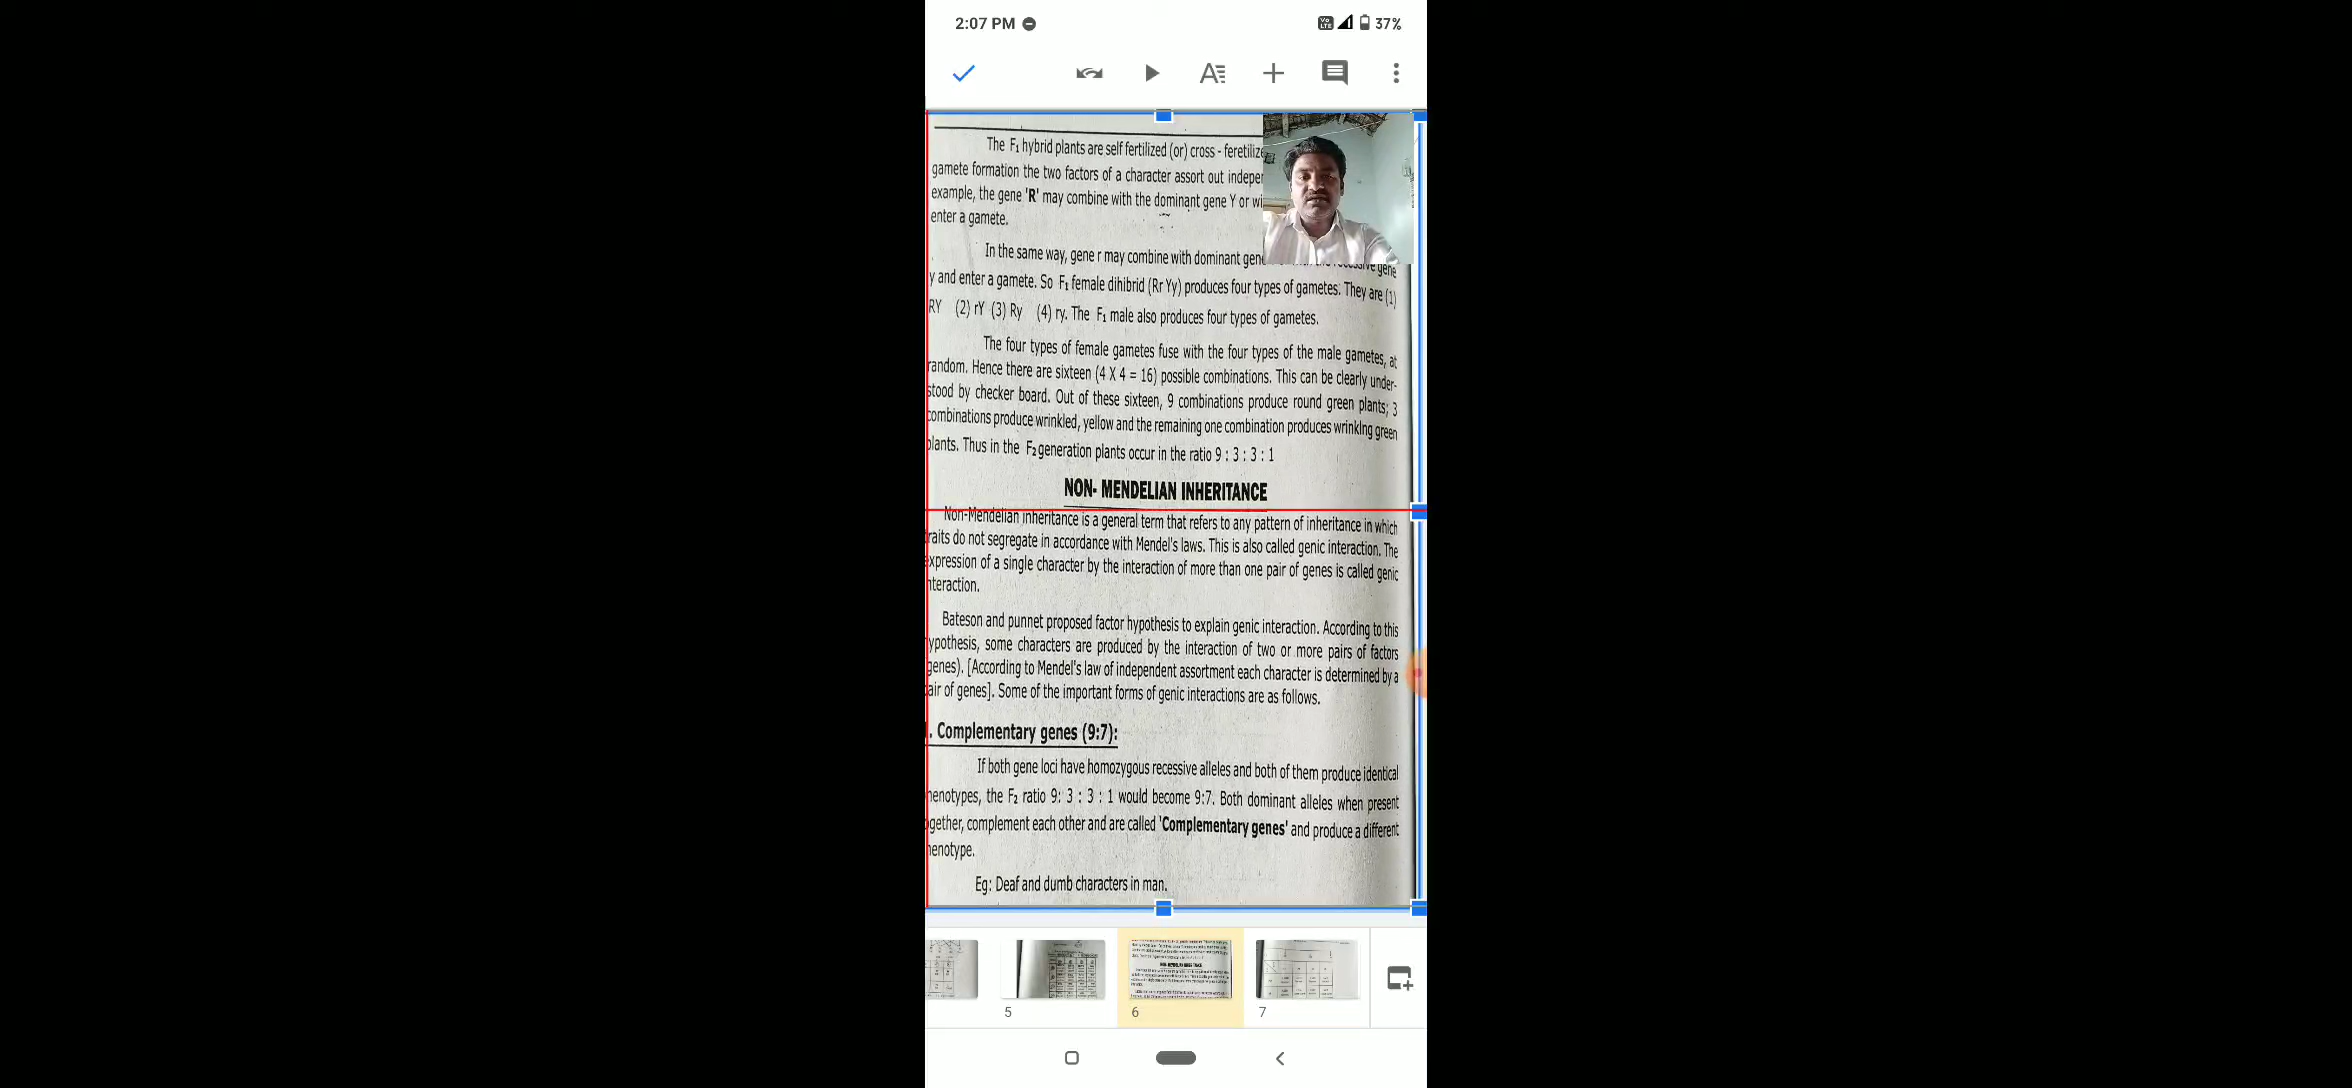 2:07 PM
Vo LTE 37%
The F1 hybrid plants are self fertilized (or) cross - feretilize
gamete formation the two factors of a character assort out indepen
example, the gene 'R' may combine with the dominant gene Y or wi
enter a gamete.
In the same way, gene r may combine with dominant gene gene
y and enter a gamete. So F1 female dihibrid (Rr Yy) produces four types of gametes. They are (1)
RY (2) rY (3) Ry (4) ry. The F1 male also produces four types of gametes.
The four types of female gametes fuse with the four types of the male gametes, at
random. Hence there are sixteen (4 X 4 = 16) possible combinations. This can be clearly under-
stood by checker board. Out of these sixteen, 9 combinations produce round green plants; 3
combinations produce wrinkled, yellow and the remaining one combination produces wrinklng green
plants. Thus in the F2 generation plants occur in the ratio 9 : 3 : 3 : 1
NON- MENDELIAN INHERITANCE
Non-Mendelian inheritance is a general term that refers to any pattern of inheritance in which
traits do not segregate in accordance with Mendel's laws. This is also called genic interaction. The
expression of a single character by the interaction of more than one pair of genes is called genic
nteraction.
Bateson and punnet proposed factor hypothesis to explain genic interaction. According to this
ypothesis, some characters are produced by the interaction of two or more pairs of factors
genes). [According to Mendel's law of independent assortment each character is determined by a
air of genes]. Some of the important forms of genic interactions are as follows.
. Complementary genes (9:7):
If both gene loci have homozygous recessive alleles and both of them produce identical
henotypes, the F2 ratio 9: 3 : 3 : 1 would become 9:7. Both dominant alleles when present
ogether, complement each other and are called 'Complementary genes' and produce a different
henotype.
Eg: Deaf and dumb characters in man.
5
6
7